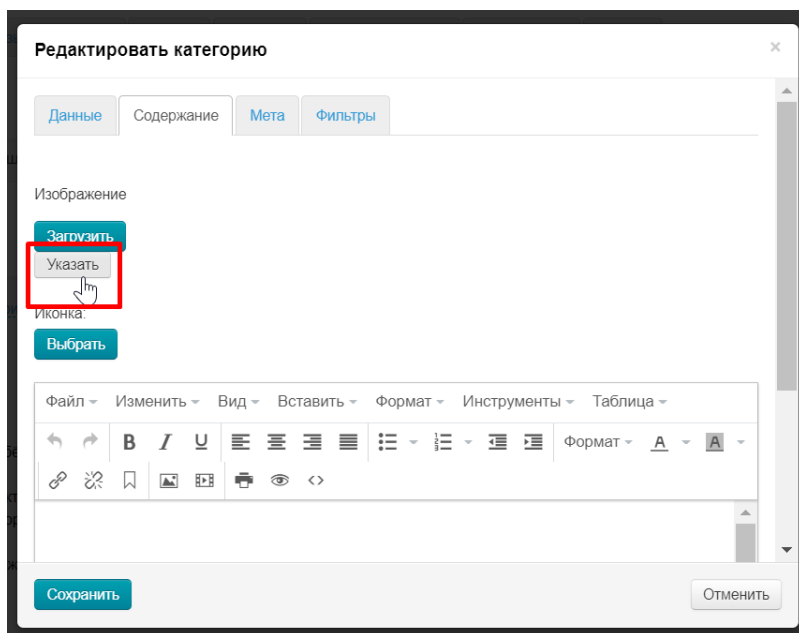 Редактировать категорию ×
Данные Содержание Мета Фильтры
Изображение
Загрузить
Указать
Иконка:
Выбрать
Файл Изменить Вид Вставить Формат Инструменты Таблица
B I U Формат A A
Сохранить Отменить